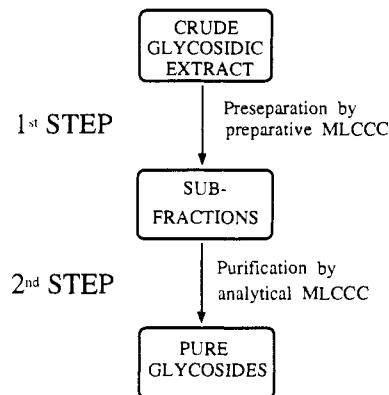 CRUDE
GLYCOSIDIC
EXTRACT
1st STEP
Preseparation by
preparative MLCCC
SUB-
FRACTIONS
2nd STEP
Purification by
analytical MLCCC
PURE
GLYCOSIDES